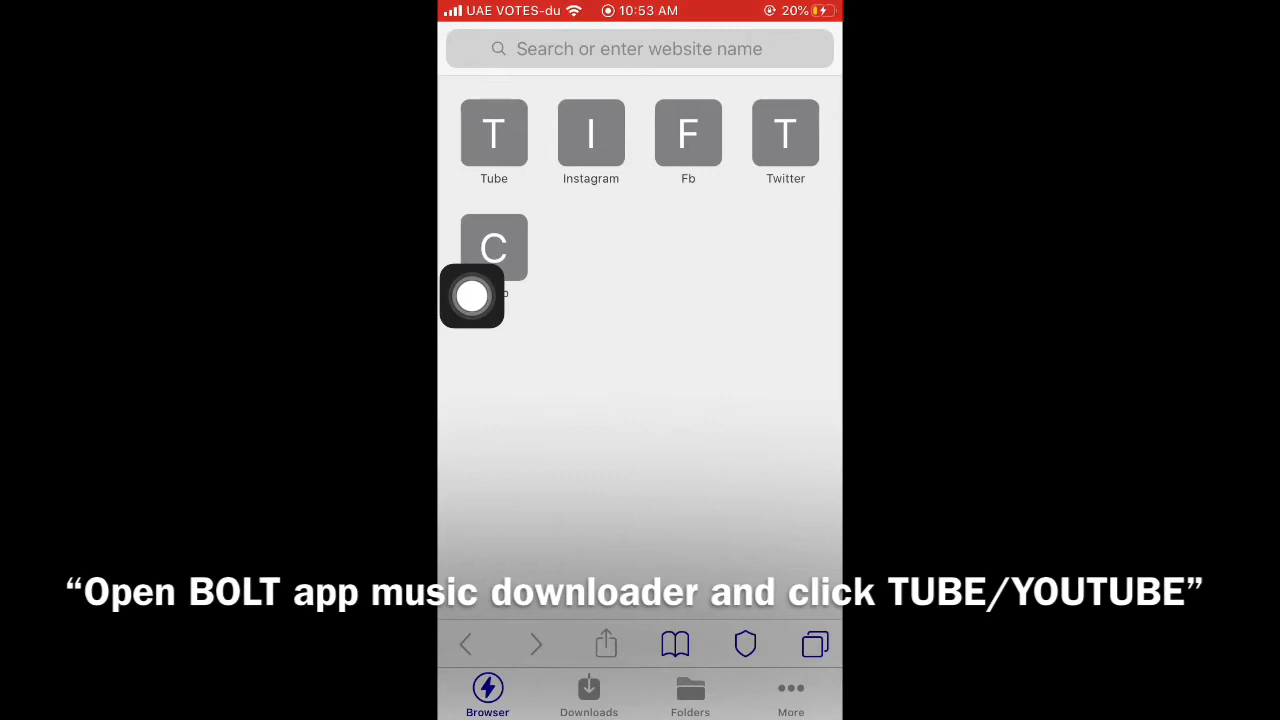 UAE VOTES-du 10:53 AM 20%
Search or enter website name
T I F T
Tube Instagram Fb Twitter
C
“Open BOLT app music downloader and click TUBE/YOUTUBE”
Browser Downloads Folders More